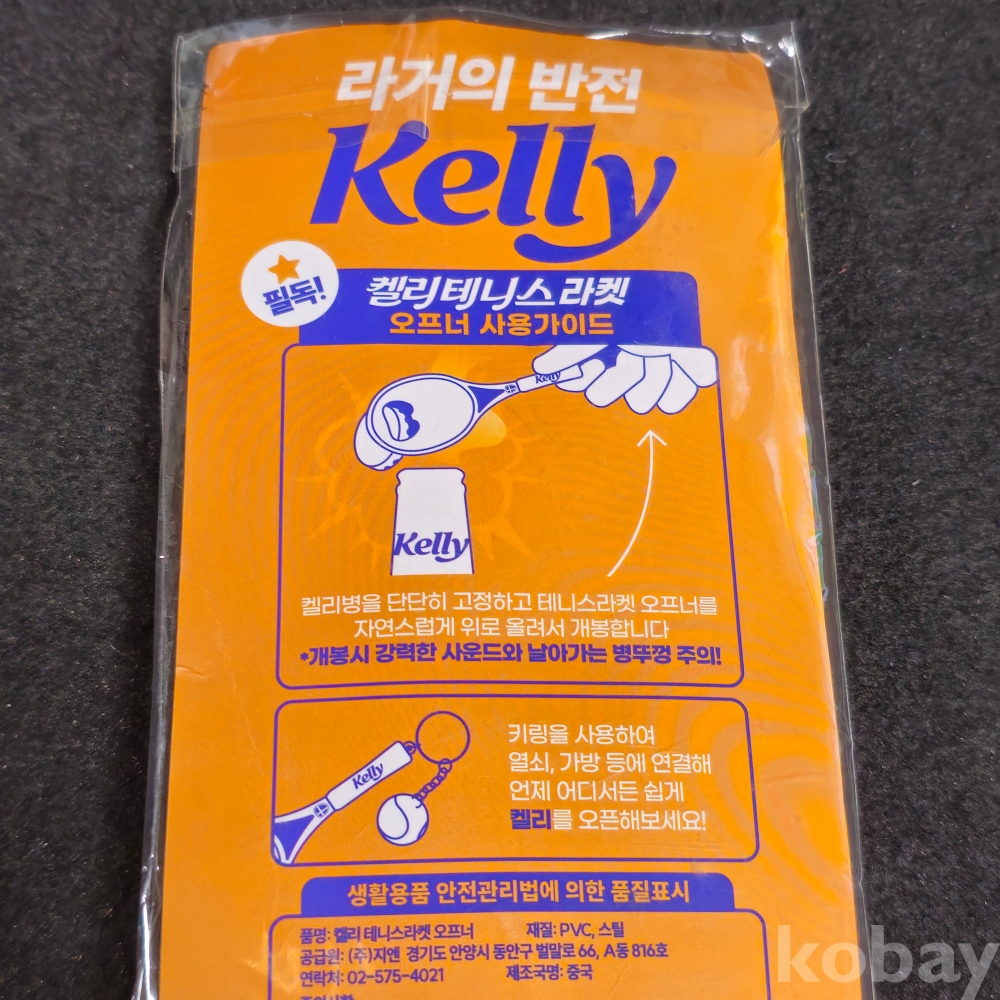 라거의 반전
Kelly
필독!
켈리 테니스 라켓
오프너 사용가이드
Kelly
Kelly
켈리병을 단단히 고정하고 테니스라켓 오프너를
자연스럽게 위로 올려서 개봉합니다
*개봉시 강력한 사운드와 날아가는 병뚜껑 주의!
Kelly
키링을 사용하여
열쇠, 가방 등에 연결해
언제 어디서든 쉽게
켈리를 오픈해보세요!
생활용품 안전관리법에 의한 품질표시
품명: 켈리 테니스라켓 오프너 재질: PVC, 스틸
공급원: (주)지엔 경기도 안양시 동안구 벌말로 66, A동 816호
연락처: 02-575-4021 제조국명: 중국
kobay